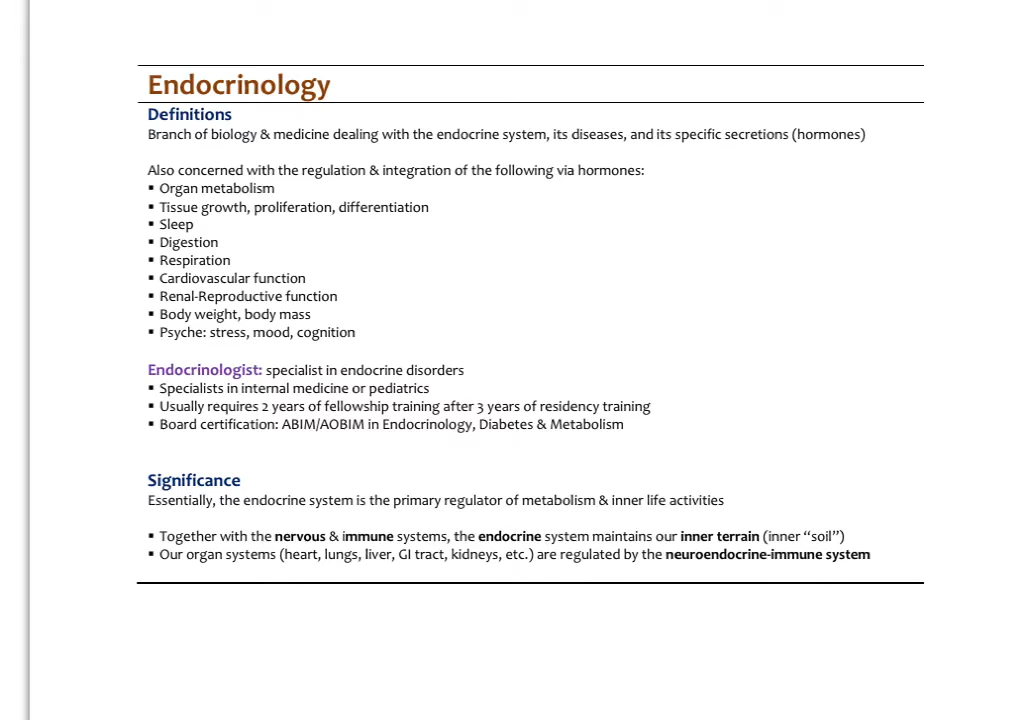 Endocrinology
Definitions
Branch of biology & medicine dealing with the endocrine system, its diseases, and its specific secretions (hormones)
Also concerned with the regulation & integration of the following via hormones:
▪ Organ metabolism
▪ Tissue growth, proliferation, differentiation
▪ Sleep
▪ Digestion
▪ Respiration
▪ Cardiovascular function
▪ Renal-Reproductive function
▪ Body weight, body mass
▪ Psyche: stress, mood, cognition
Endocrinologist: specialist in endocrine disorders
▪ Specialists in internal medicine or pediatrics
▪ Usually requires 2 years of fellowship training after 3 years of residency training
▪ Board certification: ABIM/AOBIM in Endocrinology, Diabetes & Metabolism
Significance
Essentially, the endocrine system is the primary regulator of metabolism & inner life activities
▪ Together with the nervous & immune systems, the endocrine system maintains our inner terrain (inner “soil”)
▪ Our organ systems (heart, lungs, liver, GI tract, kidneys, etc.) are regulated by the neuroendocrine-immune system